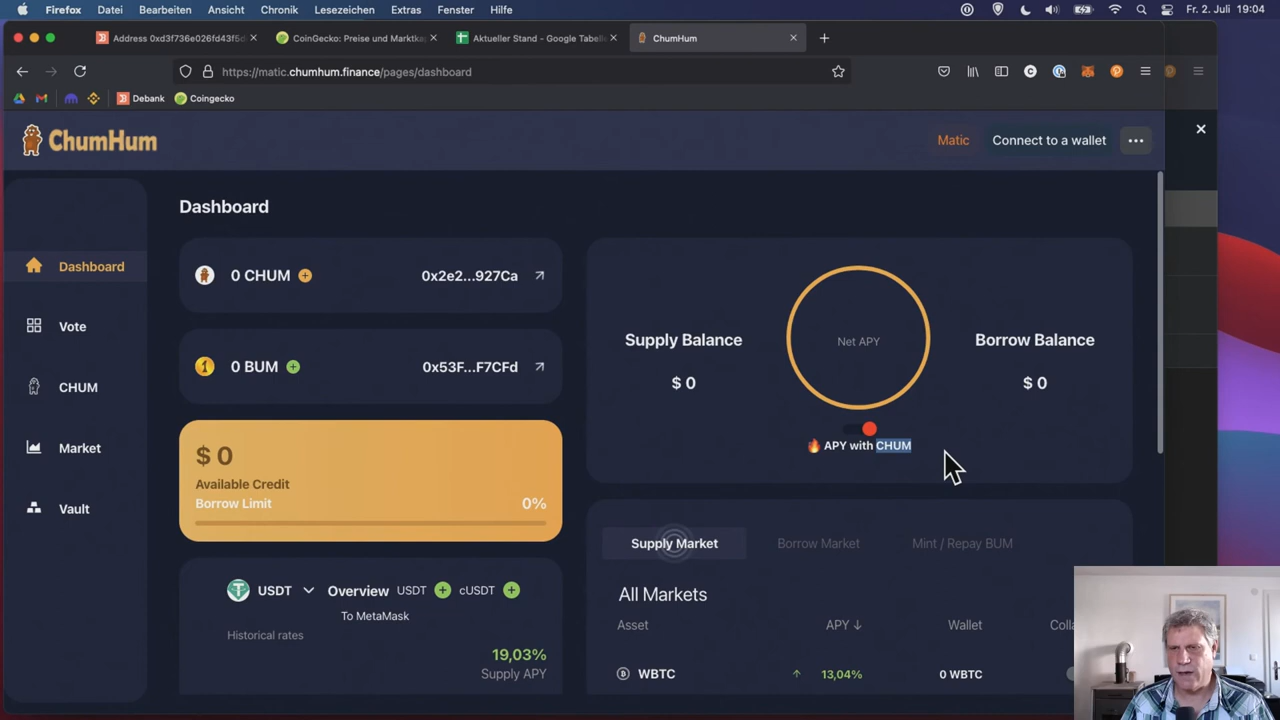 Firefox Datei Bearbeiten Ansicht Chronik Lesezeichen Extras Fenster Hilfe Fr. 2. Juli 19:04
Address 0xd3f736e026fd43f5d CoinGecko: Preise und Marktka Aktueller Stand - Google Tabelle ChumHum
https://matic.chumhum.finance/pages/dashboard
Debank Coingecko
ChumHum Matic Connect to a wallet
Dashboard
Dashboard
Vote
CHUM
Market
Vault
0 CHUM 0x2e2...927Ca
0 BUM 0x53F...F7CFd
$ 0
Available Credit
Borrow Limit 0%
USDT Overview USDT cUSDT
To MetaMask
Historical rates
19,03%
Supply APY
Supply Balance Net APY Borrow Balance
$ 0 $ 0
APY with CHUM
Supply Market Borrow Market Mint / Repay BUM
All Markets
Asset APY Wallet
WBTC 13,04% 0 WBTC